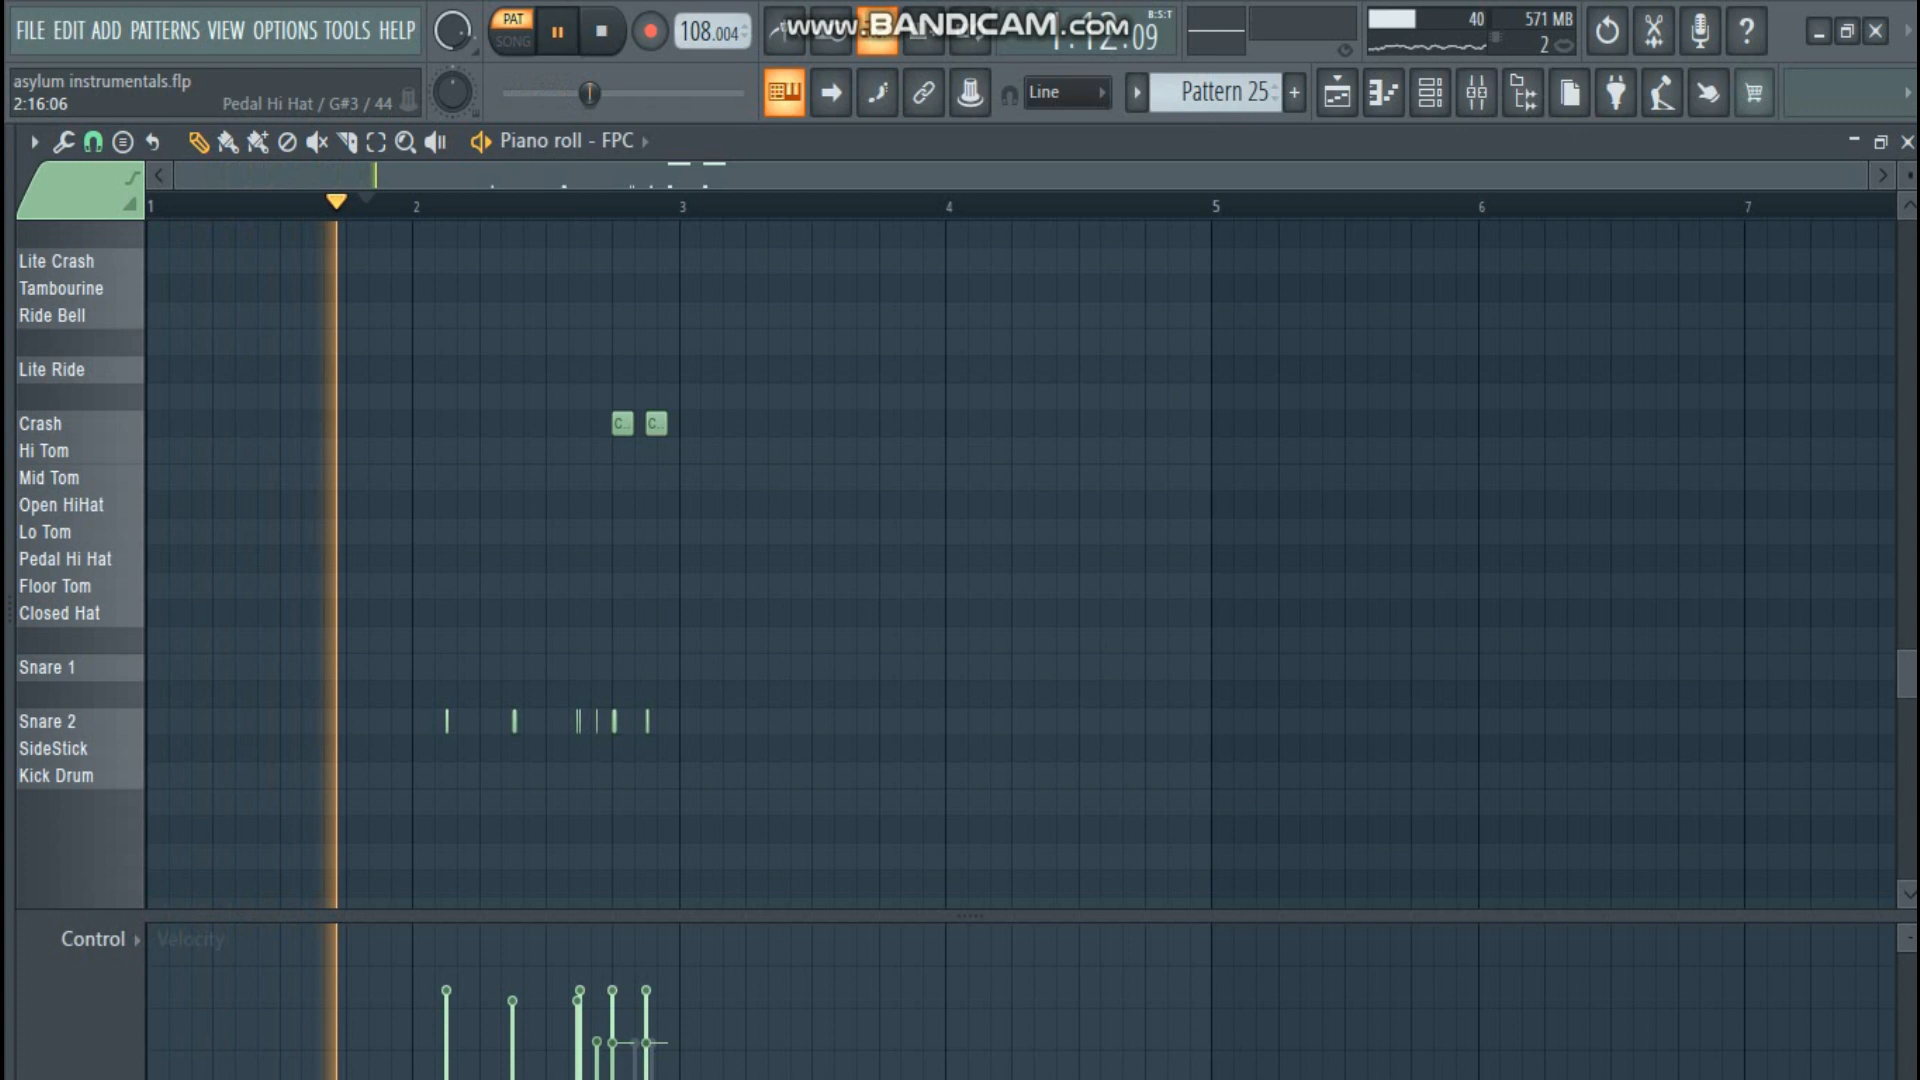 FILE EDIT ADD PATTERNS VIEW OPTIONS TOOLS HELP
PAT
SONG
108.004
www.BANDICAM.com
1:12:09
B:S:T
40
571 MB
2
asylum instrumentals.flp
2:16:06
Pedal Hi Hat / G#3 / 44
Line
Pattern 25
+
Piano roll - FPC
1 2 3 4 5 6 7
Lite Crash
Tambourine
Ride Bell
Lite Ride
Crash
C.. C..
Hi Tom
Mid Tom
Open HiHat
Lo Tom
Pedal Hi Hat
Floor Tom
Closed Hat
Snare 1
Snare 2
SideStick
Kick Drum
Control
Velocity